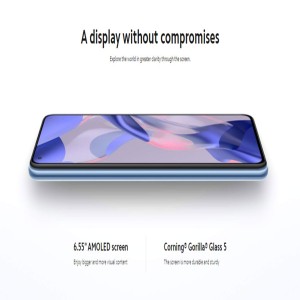 A display without compromises
Explore the world in greater clarity through the screen.
6.55" AMOLED screen
Enjoy bigger and more visual content
Corning® Gorilla® Glass 5
The screen is more durable and sturdy